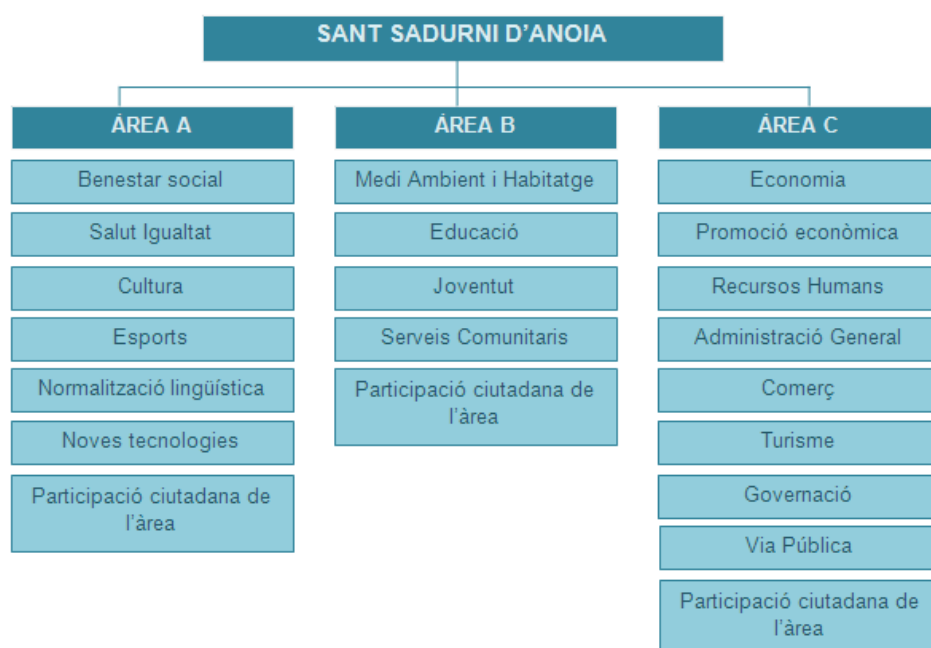 SANT SADURNI D'ANOIA
ÀREA A
Benestar social
Salut Igualtat
Cultura
Esports
Normalització lingüística
Noves tecnologies
Participació ciutadana de
l'àrea
ÀREA B
Medi Ambient i Habitatge
Educació
Joventut
Serveis Comunitaris
Participació ciutadana de
l'àrea
ÀREA C
Economia
Promoció econòmica
Recursos Humans
Administració General
Comerç
Turisme
Governació
Via Pública
Participació ciutadana de
l'àrea